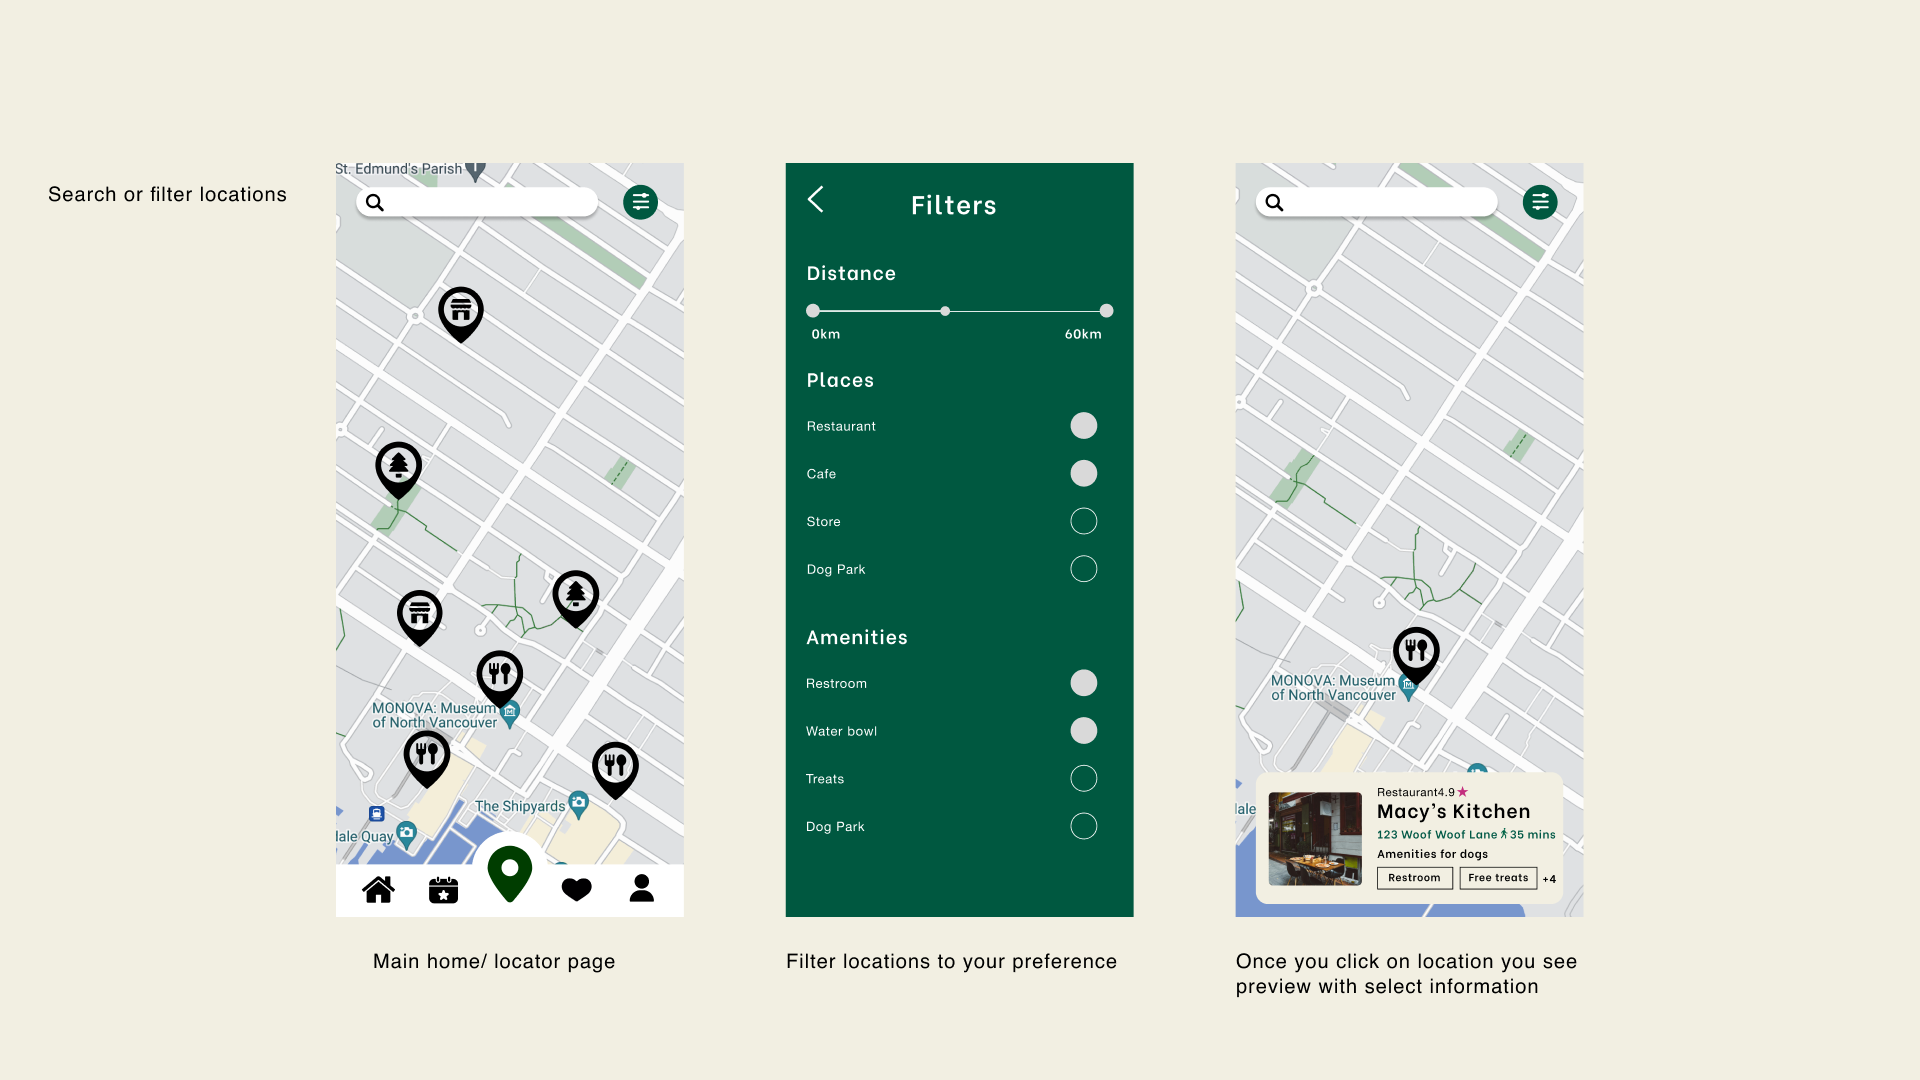 Search or filter locations
St. Edmund's Parish
MONOVA: Museum
of North Vancouver
The Shipyards
dale Quay
Main home/ locator page
Filters
Distance
0km
60km
Places
Restaurant
Cafe
Store
Dog Park
Amenities
Restroom
Water bowl
Treats
Dog Park
Filter locations to your preference
MONOVA: Museum
of North Vancouver
dale
Restaurant4.9
Macy's Kitchen
123 Woof Woof Lane 35 mins
Amenities for dogs
Restroom Free treats +4
Once you click on location you see
preview with select information